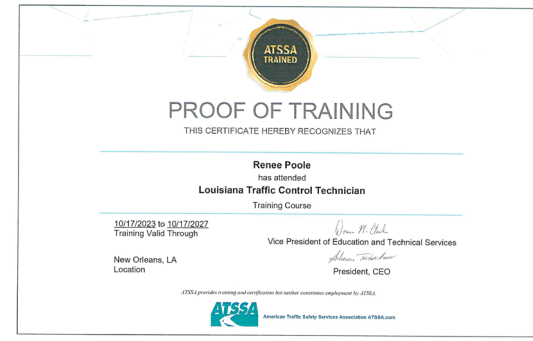 ATSSA
TRAINED
PROOF OF TRAINING
THIS CERTIFICATE HEREBY RECOGNIZES THAT
Renee Poole
has attended
Louisiana Traffic Control Technician
Training Course
10/17/2023 to 10/17/2027
Training Valid Through
Vice President of Education and Technical Services
New Orleans, LA
Location
President, CEO
ATSSA provides training and certification but neither constitutes employment by ATSSA.
ATSSA
American Traffic Safety Services Association ATSSA.com